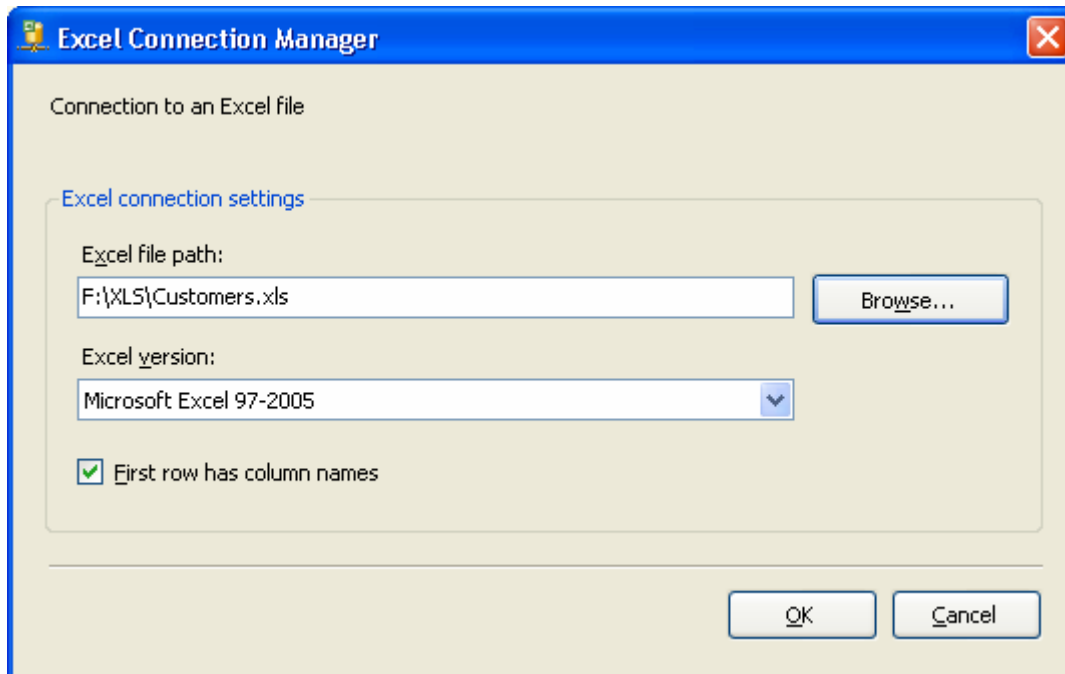 Excel Connection Manager
Connection to an Excel file
Excel connection settings
Excel file path:
F:\XLS\Customers.xls
Browse...
Excel version:
Microsoft Excel 97-2005
First row has column names
OK
Cancel